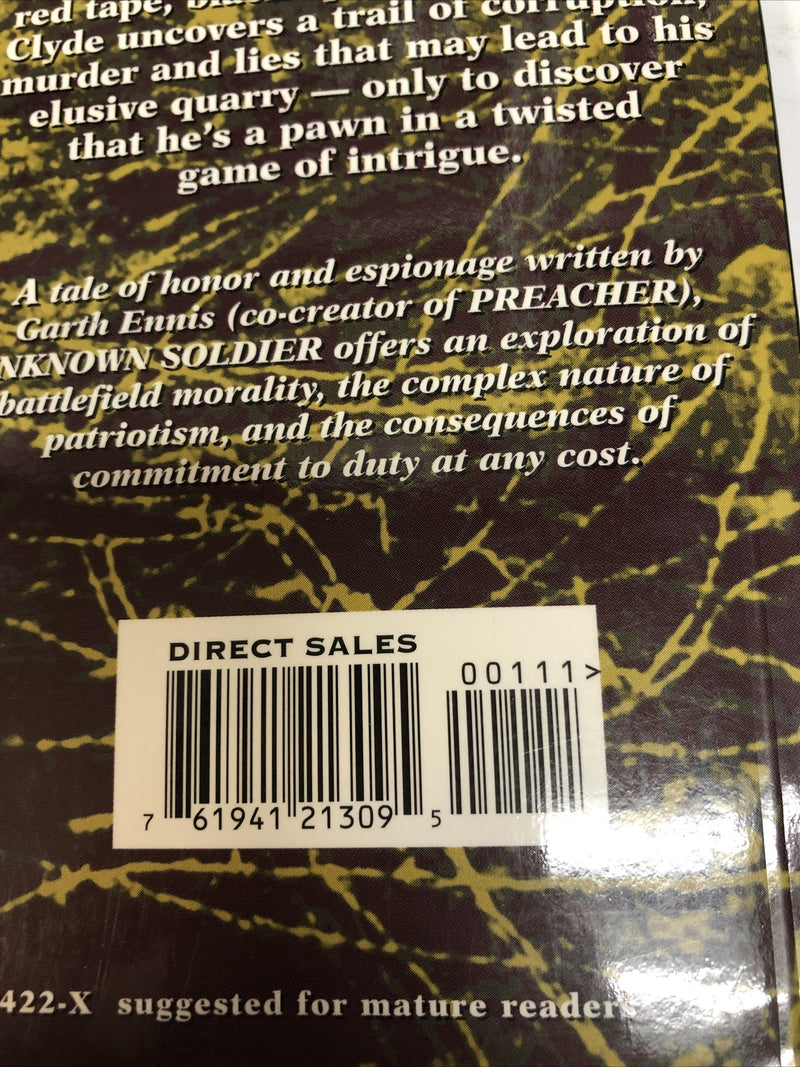 red tape,
Clyde uncovers a trail of corruption,
murder and lies that may lead to his
elusive quarry — only to discover
that he's a pawn in a twisted
game of intrigue.
A tale of honor and espionage written by
Garth Ennis (co-creator of PREACHER),
NKNOWN SOLDIER offers an exploration of
battlefield morality, the complex nature of
patriotism, and the consequences of
commitment to duty at any cost.
DIRECT SALES
00111>
7 61941 21309 5
422-X suggested for mature readers